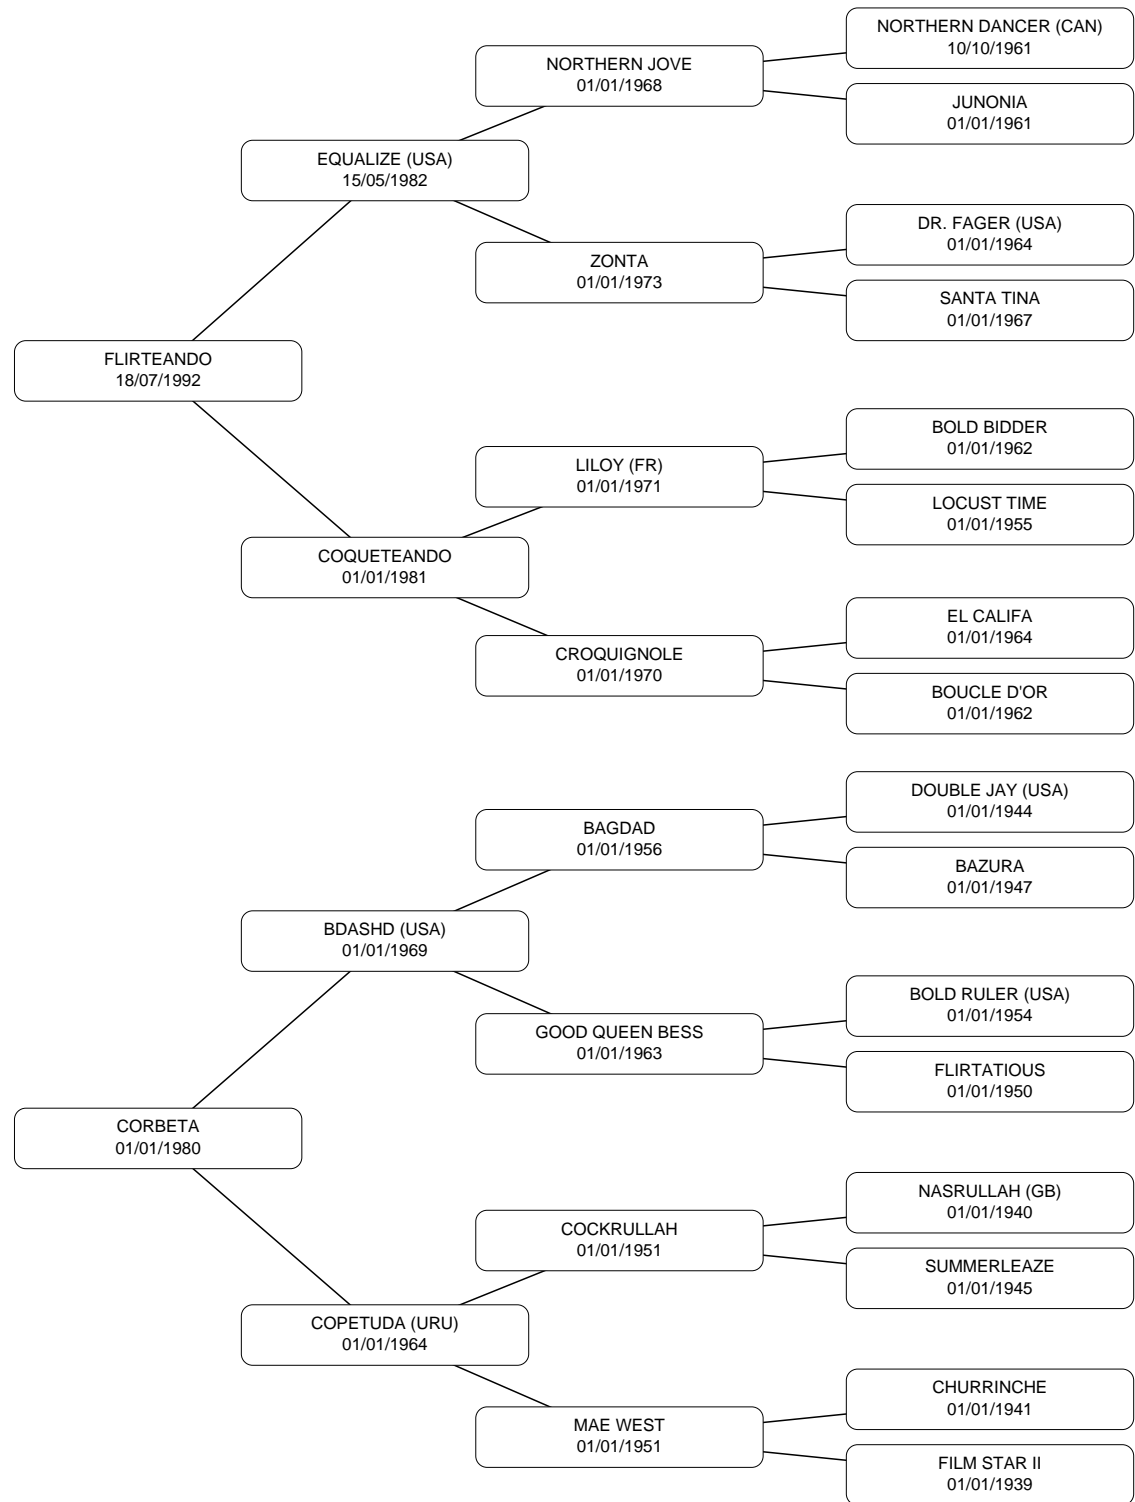 NORTHERN DANCER (CAN)
10/10/1961
NORTHERN JOVE
01/01/1968
JUNONIA
01/01/1961
EQUALIZE (USA)
15/05/1982
DR. FAGER (USA)
01/01/1964
ZONTA
01/01/1973
SANTA TINA
01/01/1967
FLIRTEANDO
18/07/1992
BOLD BIDDER
01/01/1962
LILOY (FR)
01/01/1971
LOCUST TIME
01/01/1955
COQUETEANDO
01/01/1981
EL CALIFA
01/01/1964
CROQUIGNOLE
01/01/1970
BOUCLE D'OR
01/01/1962
DOUBLE JAY (USA)
01/01/1944
BAGDAD
01/01/1956
BAZURA
01/01/1947
BDASHD (USA)
01/01/1969
BOLD RULER (USA)
01/01/1954
GOOD QUEEN BESS
01/01/1963
FLIRTATIOUS
01/01/1950
CORBETA
01/01/1980
NASRULLAH (GB)
01/01/1940
COCKRULLAH
01/01/1951
SUMMERLEAZE
01/01/1945
COPETUDA (URU)
01/01/1964
CHURRINCHE
01/01/1941
MAE WEST
01/01/1951
FILM STAR II
01/01/1939